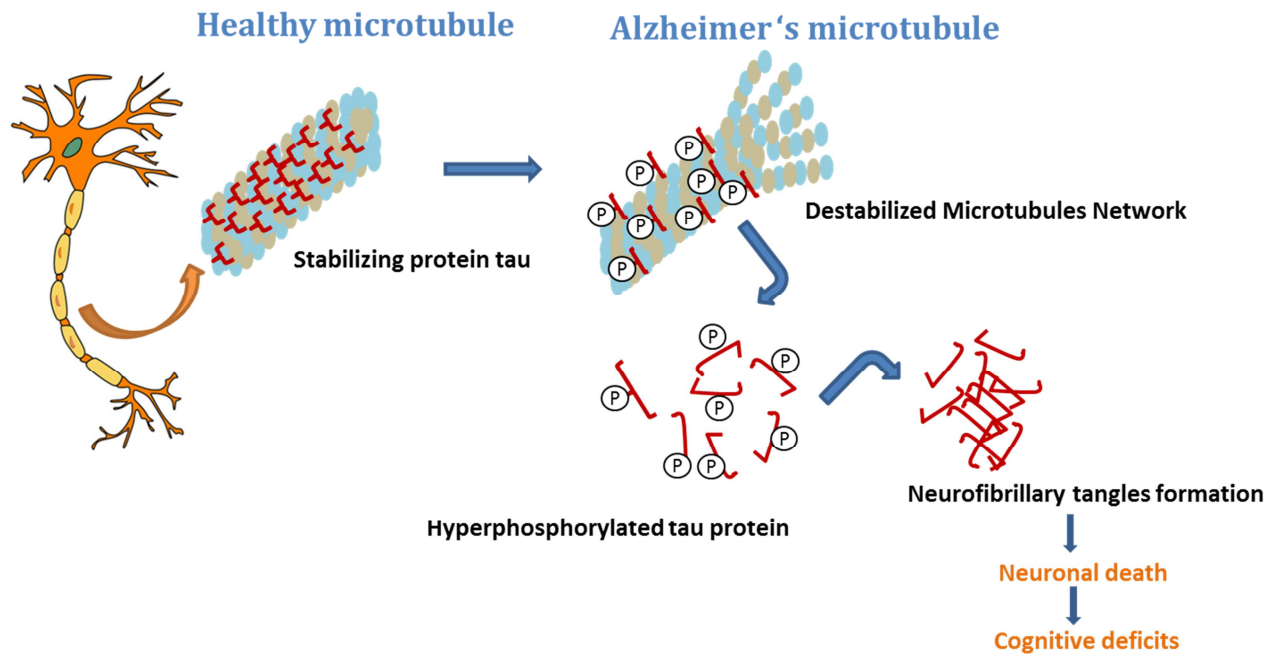 Healthy microtubule
Alzheimer‘s microtubule
P
P
P
P
P
P
P
P
Destabilized Microtubules Network
Stabilizing protein tau
P
P
P
P
P
P
P
Neurofibrillary tangles formation
Hyperphosphorylated tau protein
Neuronal death
Cognitive deficits